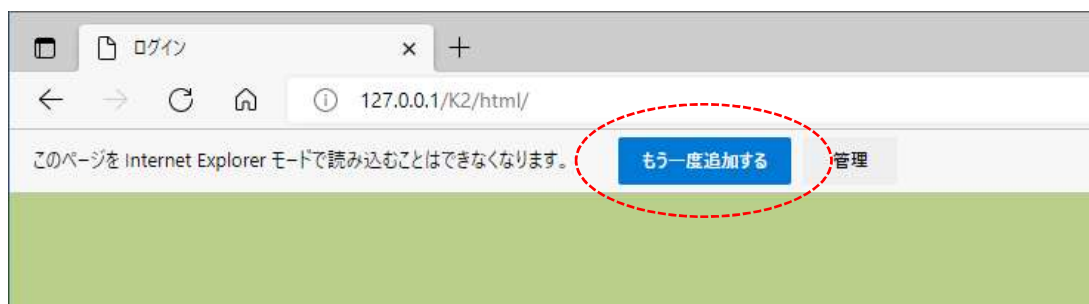 ログイン
127.0.0.1/K2/html/
このページを Internet Explorer モードで読み込むことはできなくなります。 もう一度追加する 管理